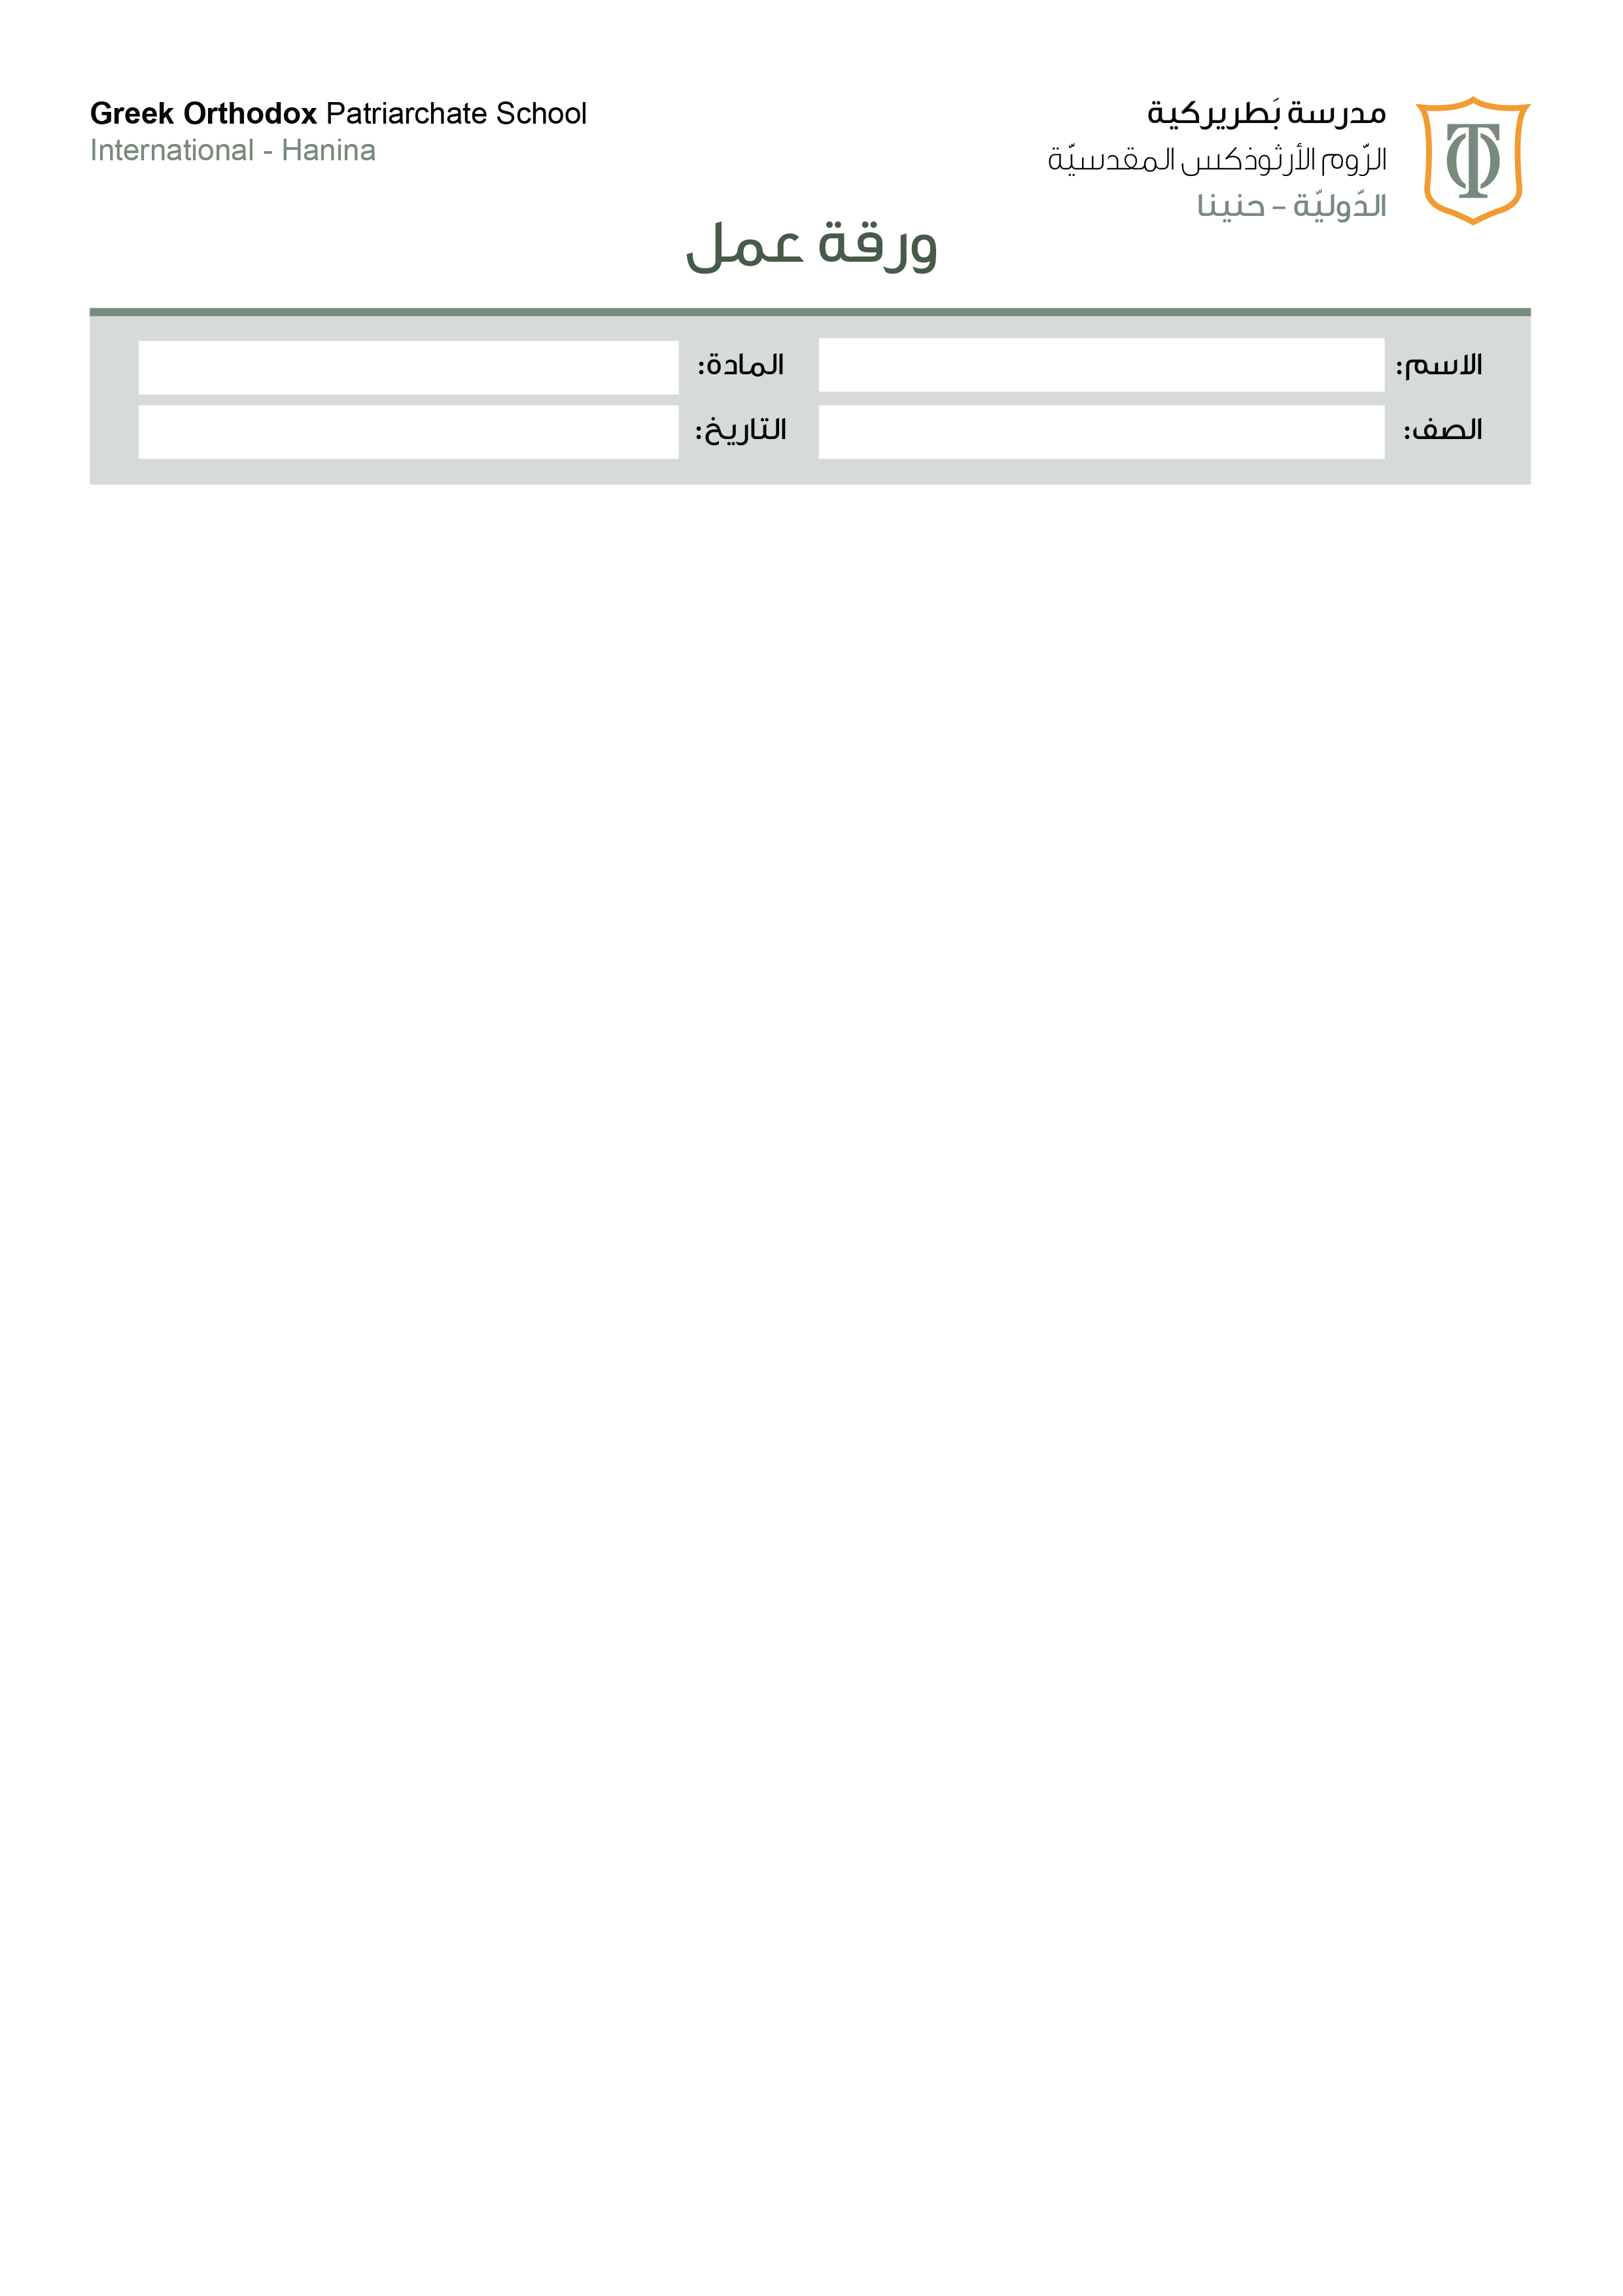 Greek Orthodox Patriarchate School
International - Hanina
مدرسة بَطريركية
الرّوم الأرثوذكس المقدسيّة
الدّوليّة - حنينا
ورقة عمل
الاسم: المادة:
الصف: التاريخ: